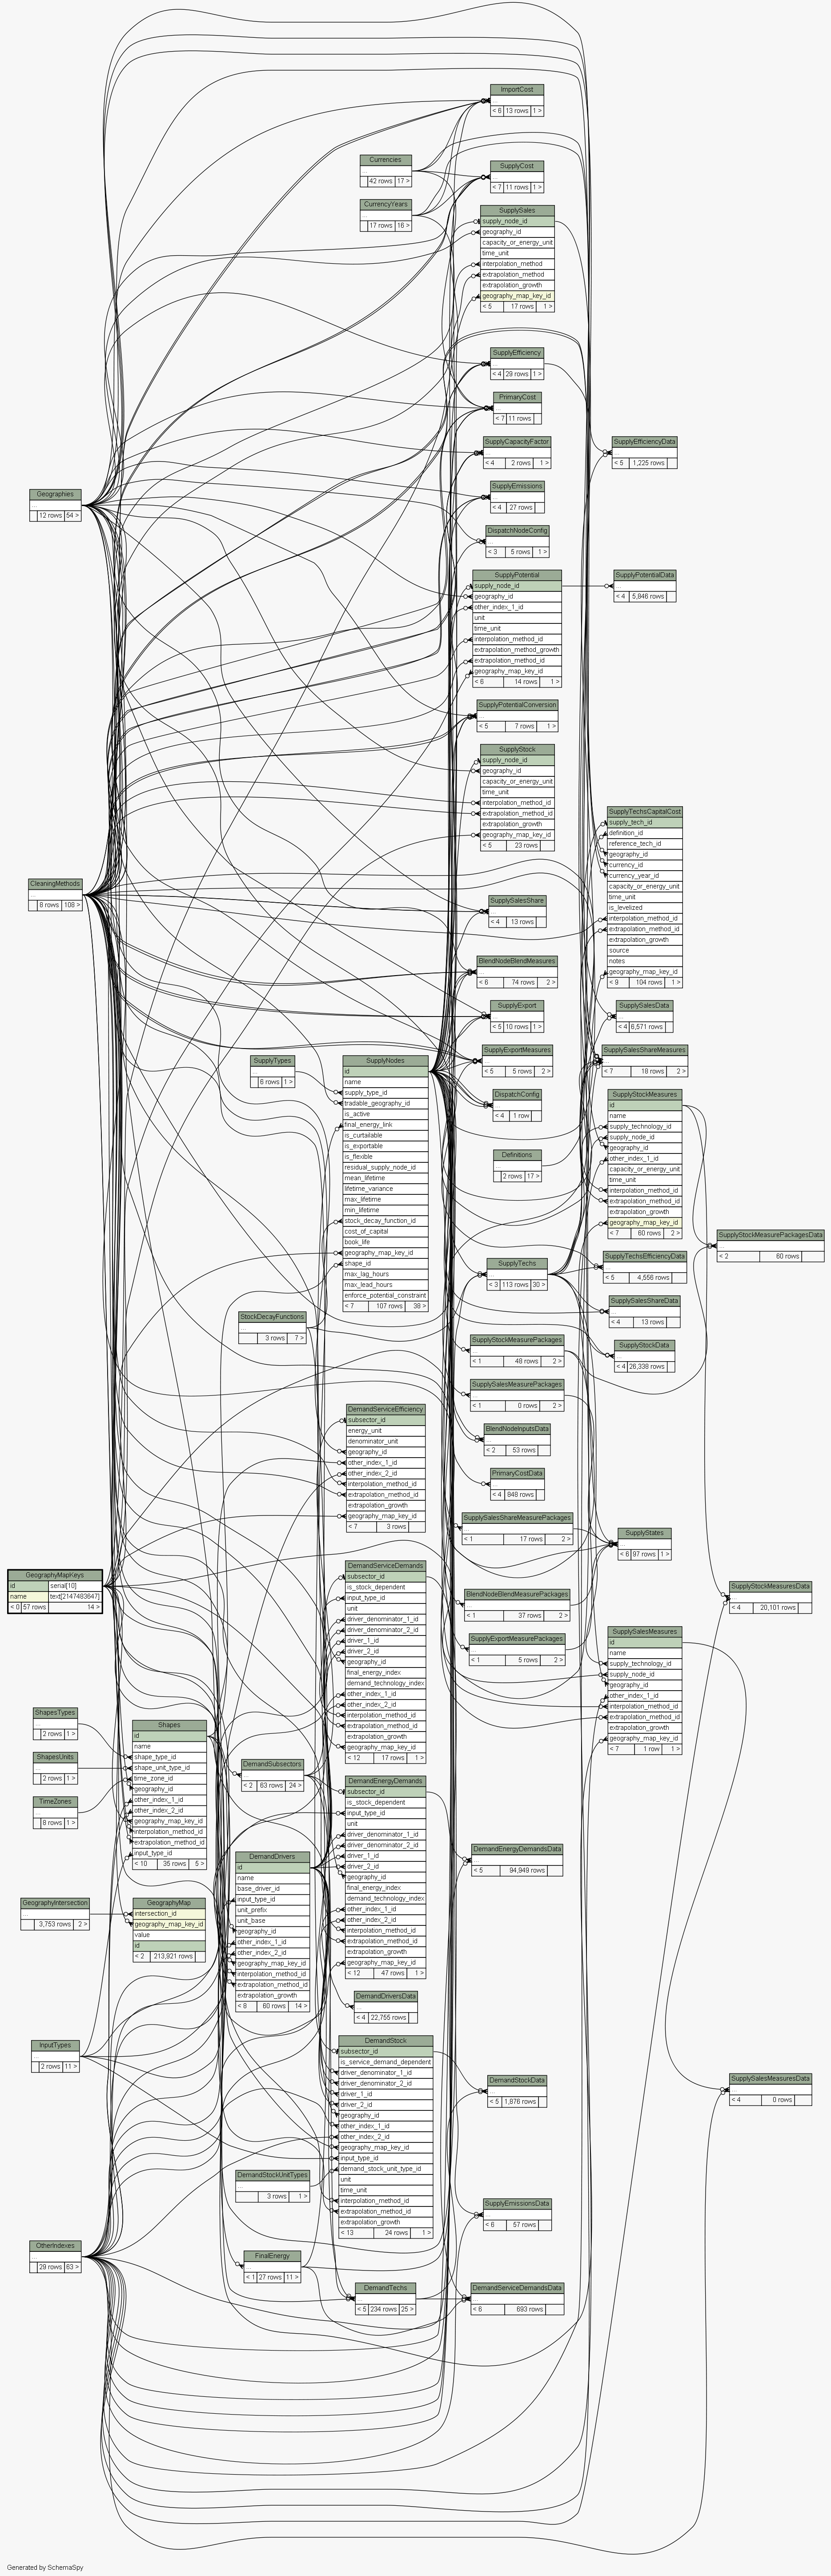 ImportCost
...
< 6 13 rows 1 >
Currencies
...
42 rows 17 >
SupplyCost
...
< 7 11 rows 1 >
CurrencyYears
...
17 rows 16 >
SupplySales
supply_node_id
geography_id
capacity_or_energy_unit
time_unit
interpolation_method
extrapolation_method
extrapolation_growth
geography_map_key_id
< 5 17 rows 1 >
SupplyEfficiency
...
< 4 29 rows 1 >
PrimaryCost
...
< 7 11 rows
SupplyEfficiencyData
...
< 5 1,225 rows
SupplyCapacityFactor
...
< 4 2 rows 1 >
SupplyEmissions
...
< 4 27 rows
Geographies
...
12 rows 54 >
DispatchNodeConfig
...
< 3 5 rows 1 >
SupplyPotential
supply_node_id
geography_id
other_index_1_id
unit
time_unit
interpolation_method_id
extrapolation_method_growth
extrapolation_method_id
geography_map_key_id
< 6 14 rows 1 >
SupplyPotentialData
...
< 4 5,846 rows
SupplyPotentialConversion
...
< 5 7 rows 1 >
SupplyStock
supply_node_id
geography_id
capacity_or_energy_unit
time_unit
interpolation_method_id
extrapolation_method_id
extrapolation_growth
geography_map_key_id
< 5 23 rows
SupplyTechsCapitalCost
supply_tech_id
definition_id
reference_tech_id
geography_id
currency_id
currency_year_id
capacity_or_energy_unit
time_unit
is_levelized
interpolation_method_id
extrapolation_method_id
extrapolation_growth
source
notes
geography_map_key_id
< 9 104 rows 1 >
CleaningMethods
...
8 rows 108 >
SupplySalesShare
...
< 4 13 rows
BlendNodeBlendMeasures
...
< 6 74 rows 2 >
SupplyExport
...
< 5 10 rows 1 >
SupplySalesData
...
< 4 6,571 rows
SupplyExportMeasures
...
< 5 5 rows 2 >
SupplySalesShareMeasures
...
< 7 18 rows 2 >
SupplyTypes
...
6 rows 1 >
SupplyNodes
id
name
supply_type_id
tradable_geography_id
is_active
final_energy_link
is_curtailable
is_exportable
is_flexible
residual_supply_node_id
mean_lifetime
lifetime_variance
max_lifetime
min_lifetime
stock_decay_function_id
cost_of_capital
book_life
geography_map_key_id
shape_id
max_lag_hours
max_lead_hours
enforce_potential_constraint
< 7 107 rows 38 >
DispatchConfig
...
< 4 1 row
SupplyStockMeasures
id
name
supply_technology_id
supply_node_id
geography_id
other_index_1_id
capacity_or_energy_unit
time_unit
interpolation_method_id
extrapolation_method_id
extrapolation_growth
geography_map_key_id
< 7 60 rows 2 >
Definitions
...
2 rows 17 >
SupplyStockMeasurePackagesData
...
< 2 60 rows
SupplyTechs
...
< 3 113 rows 30 >
SupplyTechsEfficiencyData
...
< 5 4,556 rows
SupplySalesShareData
...
< 4 13 rows
StockDecayFunctions
...
3 rows 7 >
SupplyStockMeasurePackages
...
< 1 48 rows 2 >
SupplyStockData
...
< 4 26,338 rows
SupplySalesMeasurePackages
...
< 1 0 rows 2 >
DemandServiceEfficiency
subsector_id
energy_unit
denominator_unit
geography_id
other_index_1_id
other_index_2_id
interpolation_method_id
extrapolation_method_id
extrapolation_growth
geography_map_key_id
< 7 3 rows
BlendNodeInputsData
...
< 2 53 rows
PrimaryCostData
...
< 4 848 rows
SupplySalesShareMeasurePackages
...
< 1 17 rows 2 >
SupplyStates
...
< 6 97 rows 1 >
GeographyMapKeys
id serial[10]
name text[2147483647]
< 0 57 rows 14 >
DemandServiceDemands
subsector_id
is_stock_dependent
input_type_id
unit
driver_denominator_1_id
driver_denominator_2_id
driver_1_id
driver_2_id
geography_id
final_energy_index
demand_technology_index
other_index_1_id
other_index_2_id
interpolation_method_id
extrapolation_method_id
extrapolation_growth
geography_map_key_id
< 12 17 rows 1 >
BlendNodeBlendMeasurePackages
...
< 1 37 rows 2 >
SupplyStockMeasuresData
...
< 4 20,101 rows
SupplyExportMeasurePackages
...
< 1 5 rows 2 >
SupplySalesMeasures
id
name
supply_technology_id
supply_node_id
geography_id
other_index_1_id
interpolation_method_id
extrapolation_method_id
extrapolation_growth
geography_map_key_id
< 7 1 row 1 >
ShapesTypes
...
2 rows 1 >
ShapesUnits
...
2 rows 1 >
TimeZones
...
8 rows 1 >
Shapes
id
name
shape_type_id
shape_unit_type_id
time_zone_id
geography_id
other_index_1_id
other_index_2_id
geography_map_key_id
interpolation_method_id
extrapolation_method_id
input_type_id
< 10 35 rows 5 >
DemandSubsectors
...
< 2 63 rows 24 >
DemandEnergyDemands
subsector_id
is_stock_dependent
input_type_id
unit
driver_denominator_1_id
driver_denominator_2_id
driver_1_id
driver_2_id
geography_id
final_energy_index
demand_technology_index
other_index_1_id
other_index_2_id
interpolation_method_id
extrapolation_method_id
extrapolation_growth
geography_map_key_id
< 12 47 rows 1 >
DemandEnergyDemandsData
...
< 5 94,949 rows
DemandDrivers
id
name
base_driver_id
input_type_id
unit_prefix
unit_base
geography_id
other_index_1_id
other_index_2_id
geography_map_key_id
interpolation_method_id
extrapolation_method_id
extrapolation_growth
< 8 60 rows 14 >
GeographyIntersection
...
3,753 rows 2 >
GeographyMap
intersection_id
geography_map_key_id
value
id
< 2 213,921 rows
DemandDriversData
...
< 4 22,755 rows
InputTypes
...
2 rows 11 >
DemandStock
subsector_id
is_service_demand_dependent
driver_denominator_1_id
driver_denominator_2_id
driver_1_id
driver_2_id
geography_id
other_index_1_id
other_index_2_id
geography_map_key_id
input_type_id
demand_stock_unit_type_id
unit
time_unit
interpolation_method_id
extrapolation_method_id
extrapolation_growth
< 13 24 rows 1 >
DemandStockData
...
< 5 1,876 rows
SupplySalesMeasuresData
...
< 4 0 rows
DemandStockUnitTypes
...
3 rows 1 >
SupplyEmissionsData
...
< 6 57 rows
OtherIndexes
...
29 rows 63 >
FinalEnergy
...
< 1 27 rows 11 >
DemandTechs
...
< 5 234 rows 25 >
DemandServiceDemandsData
...
< 6 693 rows
Generated by SchemaSpy